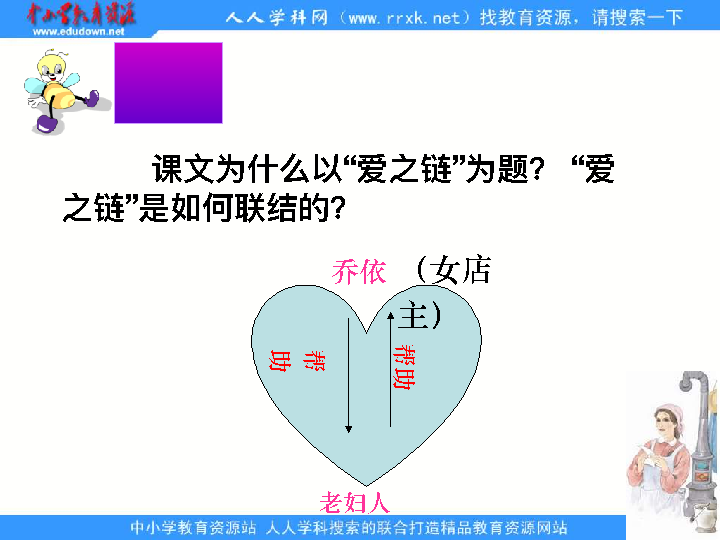 中小学教育资源
www.edudown.net
人人学科网（www.rrxk.net）找教育资源，请搜索一下
课文为什么以“爱之链”为题？ “爱
之链”是如何联结的？
乔依 （女店
主）
帮助
帮助
老妇人
中小学教育资源站 人人学科搜索的联合打造精品教育资源网站